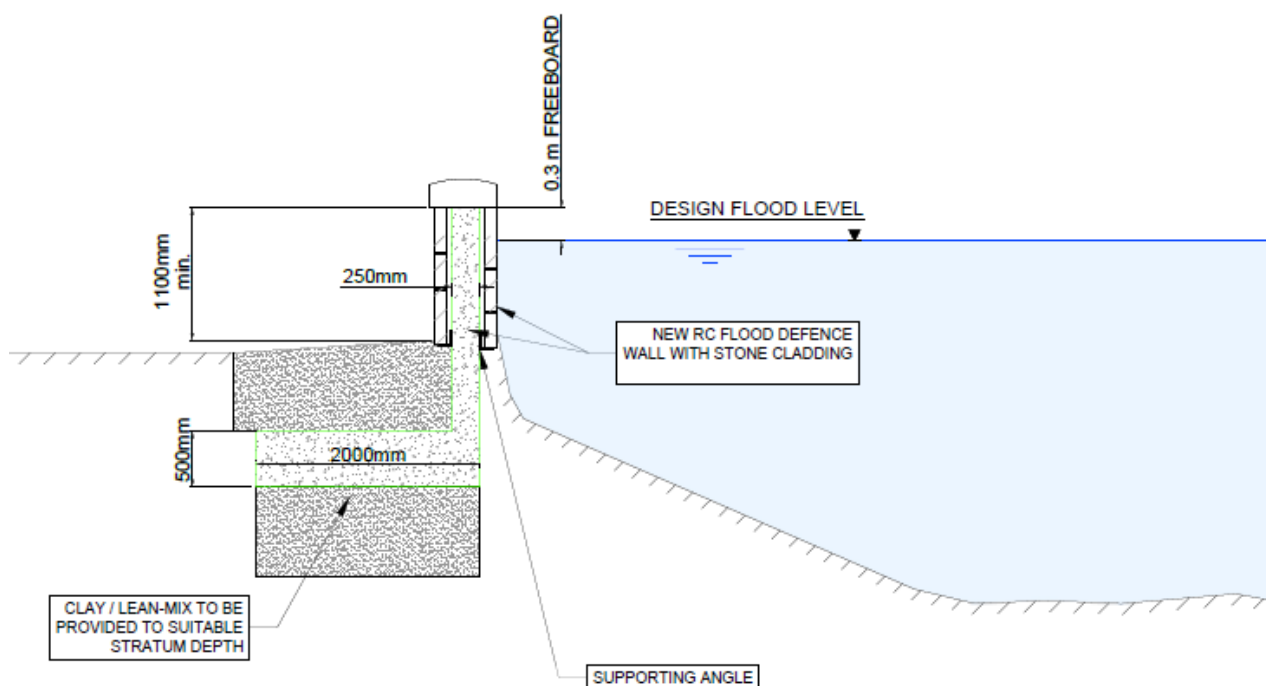 0.3 m FREEBOARD
DESIGN FLOOD LEVEL
1100mm
min.
250mm
NEW RC FLOOD DEFENCE
WALL WITH STONE CLADDING
500mm
2000mm
CLAY / LEAN-MIX TO BE
PROVIDED TO SUITABLE
STRATUM DEPTH
SUPPORTING ANGLE